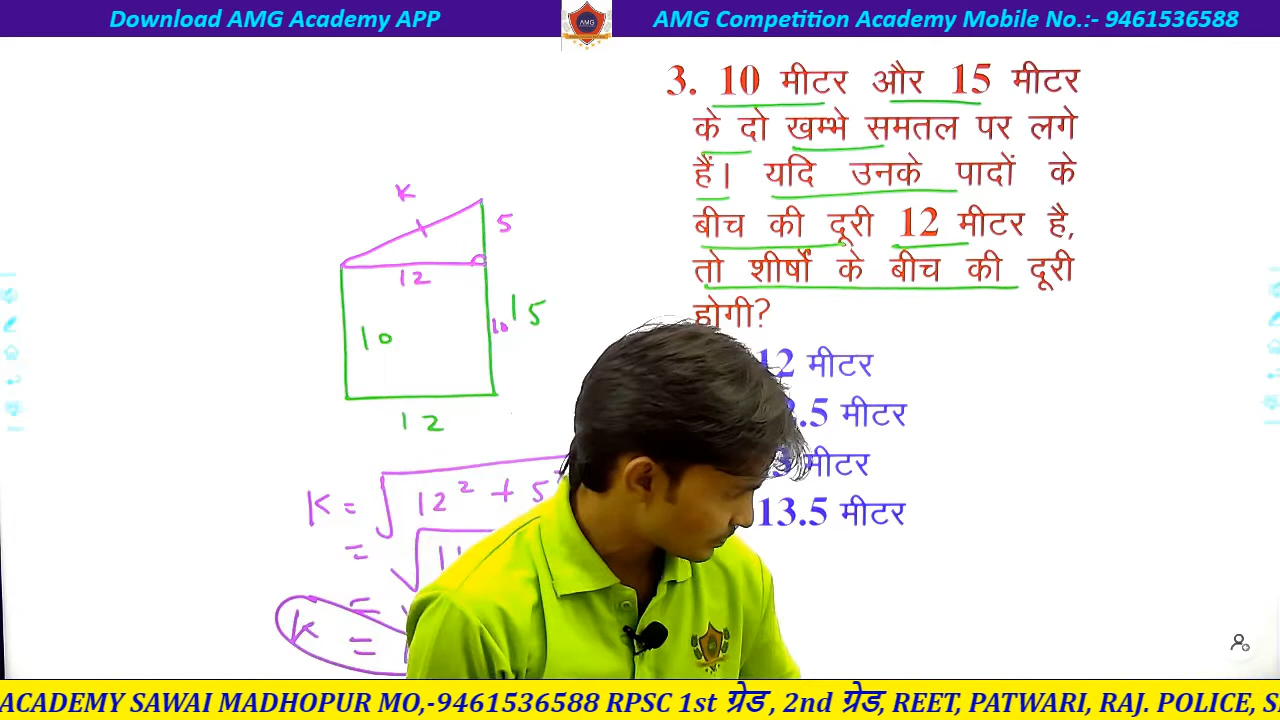 Download AMG Academy APP
AMG
AMG Competition Academy Mobile No.:- 9461536588
3. 10 मीटर और 15 मीटर
के दो खम्भे समतल पर लगे
हैं। यदि उनके पादों के
बीच की दूरी 12 मीटर है,
तो शीर्षों के बीच की दूरी
होगी?
12 मीटर
.5 मीटर
मीटर
13.5 मीटर
K
5
12
10
10
15
12
K = √12² + 5
= √
=
K =
ACADEMY SAWAI MADHOPUR MO,-9461536588 RPSC 1st ग्रेड , 2nd ग्रेड, REET, PATWARI, RAJ. POLICE,